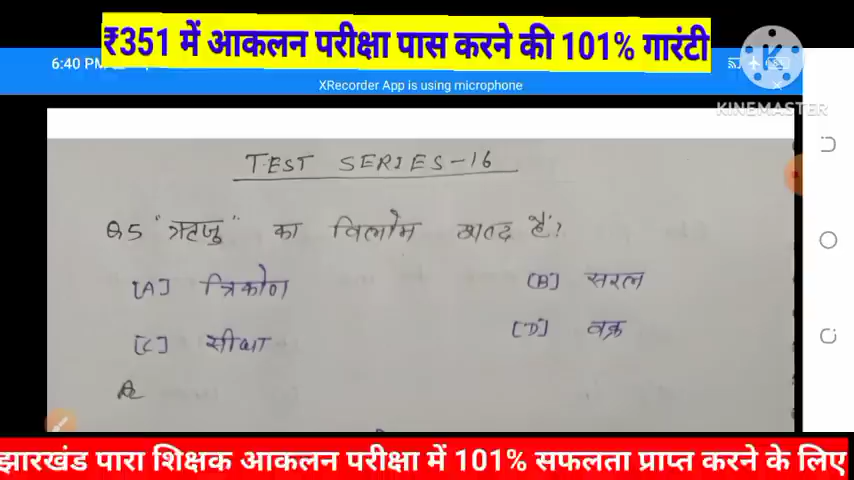 ₹351 में आकलन परीक्षा पास करने की 101% गारंटी
6:40 PM
XRecorder App is using microphone
KINEMASTER
TEST SERIES-16
Q5 "ऋजु" का विलोम शब्द हैं?
[A] त्रिकोण [B] सरल
[C] सीधा [D] वक्र
झारखंड पारा शिक्षक आकलन परीक्षा में 101% सफलता प्राप्त करने के लिए